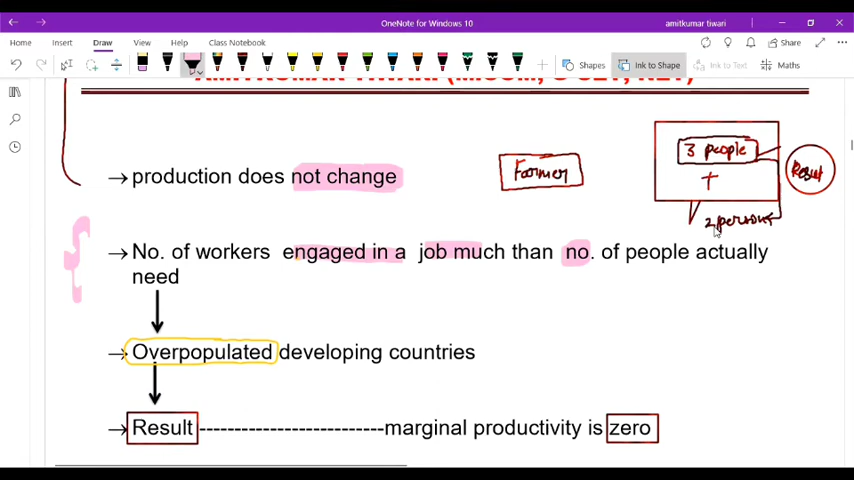 OneNote for Windows 10
amitkumar tiwari
Home Insert Draw View Help Class Notebook
Share
Shapes Ink to Shape Ink to Text Maths
→production does not change
Farmer
3 people
+
2 persons
Result
→No. of workers engaged in a job much than no. of people actually
need
→Overpopulated developing countries
→Result--------------------------marginal productivity is zero